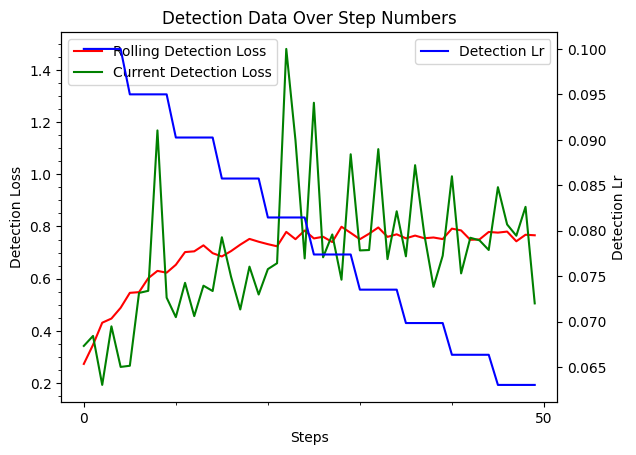 Detection Data Over Step Numbers
Rolling Detection Loss
Current Detection Loss
Detection Lr
1.4
1.2
1.0
0.8
0.6
0.4
0.2
Detection Loss
0.100
0.095
0.090
0.085
0.080
0.075
0.070
0.065
Detection Lr
0
50
Steps